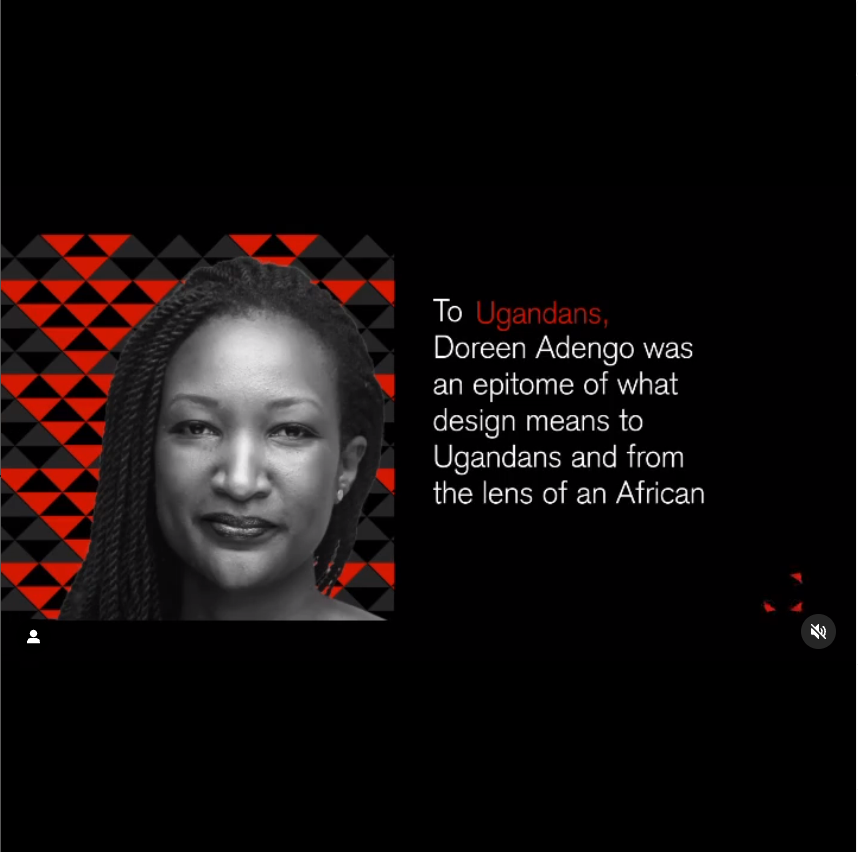 To Ugandans,
Doreen Adengo was
an epitome of what
design means to
Ugandans and from
the lens of an African